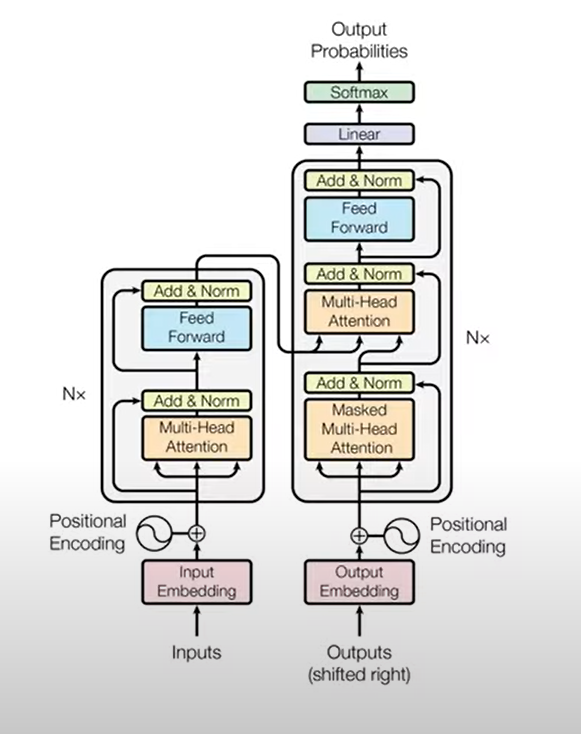 Output
Probabilities
Softmax
Linear
Add & Norm
Feed
Forward
Add & Norm
Multi-Head
Attention
Nx
Add & Norm
Masked
Multi-Head
Attention
Add & Norm
Feed
Forward
Nx
Add & Norm
Multi-Head
Attention
Positional
Encoding
Positional
Encoding
Input
Embedding
Output
Embedding
Inputs
Outputs
(shifted right)